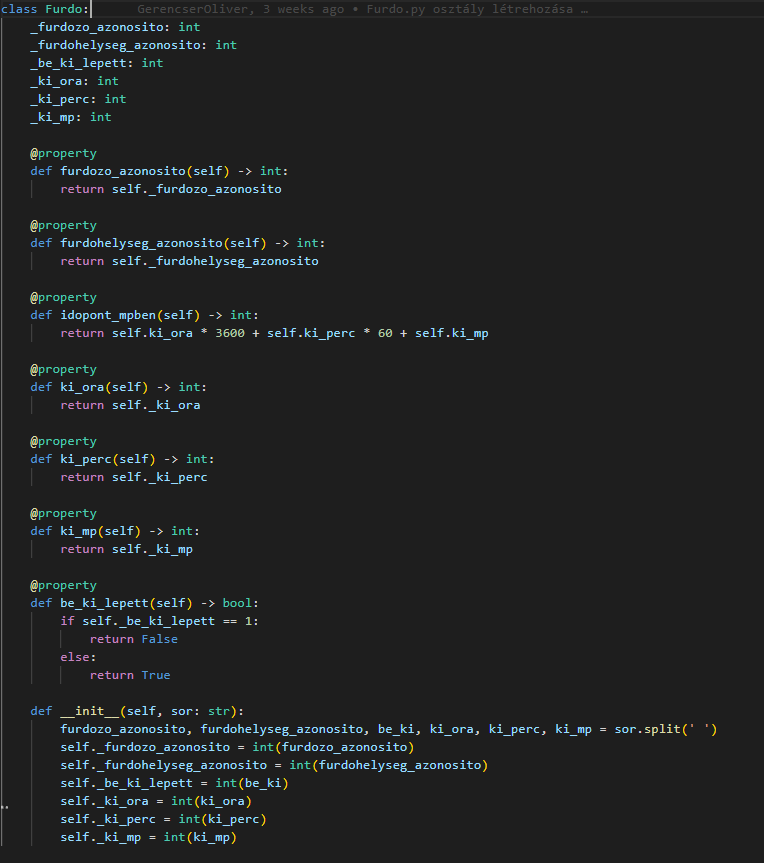 class Furdo: GerencserOliver, 3 weeks ago • Furdo.py osztály létrehozása …
    _furdozo_azonosito: int
    _furdohelyseg_azonosito: int
    _be_ki_lepett: int
    _ki_ora: int
    _ki_perc: int
    _ki_mp: int

    @property
    def furdozo_azonosito(self) -> int:
        return self._furdozo_azonosito

    @property
    def furdohelyseg_azonosito(self) -> int:
        return self._furdohelyseg_azonosito

    @property
    def idopont_mpben(self) -> int:
        return self.ki_ora * 3600 + self.ki_perc * 60 + self.ki_mp

    @property
    def ki_ora(self) -> int:
        return self._ki_ora

    @property
    def ki_perc(self) -> int:
        return self._ki_perc

    @property
    def ki_mp(self) -> int:
        return self._ki_mp

    @property
    def be_ki_lepett(self) -> bool:
        if self._be_ki_lepett == 1:
            return False
        else:
            return True

    def __init__(self, sor: str):
        furdozo_azonosito, furdohelyseg_azonosito, be_ki, ki_ora, ki_perc, ki_mp = sor.split(' ')
        self._furdozo_azonosito = int(furdozo_azonosito)
        self._furdohelyseg_azonosito = int(furdohelyseg_azonosito)
        self._be_ki_lepett = int(be_ki)
        self._ki_ora = int(ki_ora)
        self._ki_perc = int(ki_perc)
        self._ki_mp = int(ki_mp)